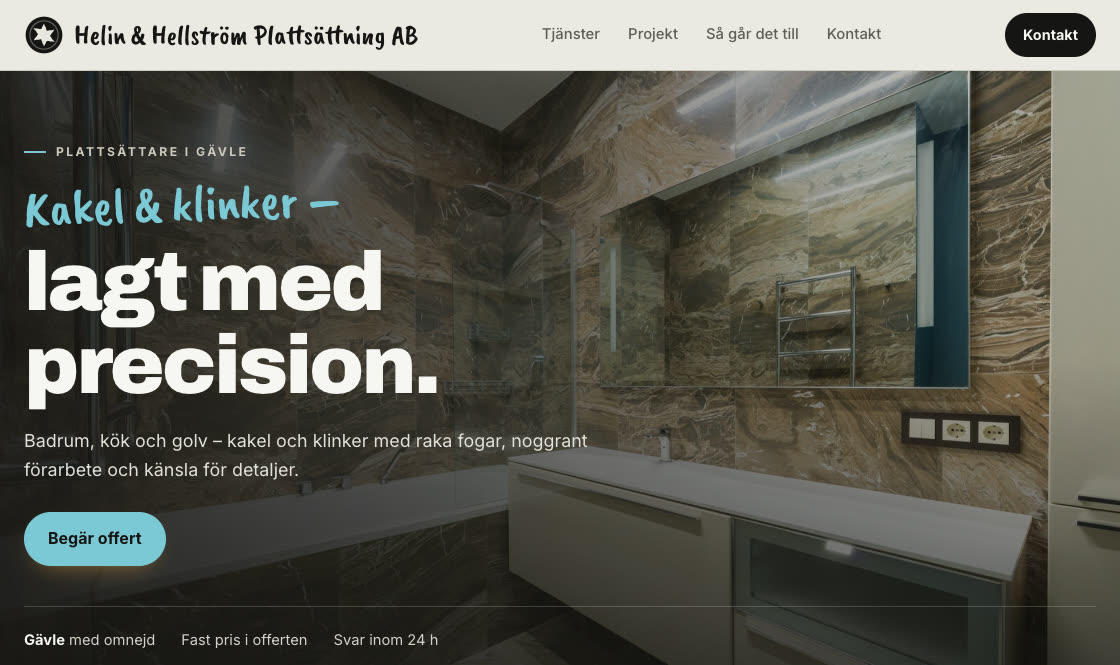 Helin & Hellström Plattsättning AB
Tjänster
Projekt
Så går det till
Kontakt
Kontakt
PLATTSÄTTARE I GÄVLE
Kakel & klinker –
lagt med
precision.
Badrum, kök och golv – kakel och klinker med raka fogar, noggrant
förarbete och känsla för detaljer.
Begär offert
Gävle med omnejd
Fast pris i offerten
Svar inom 24 h